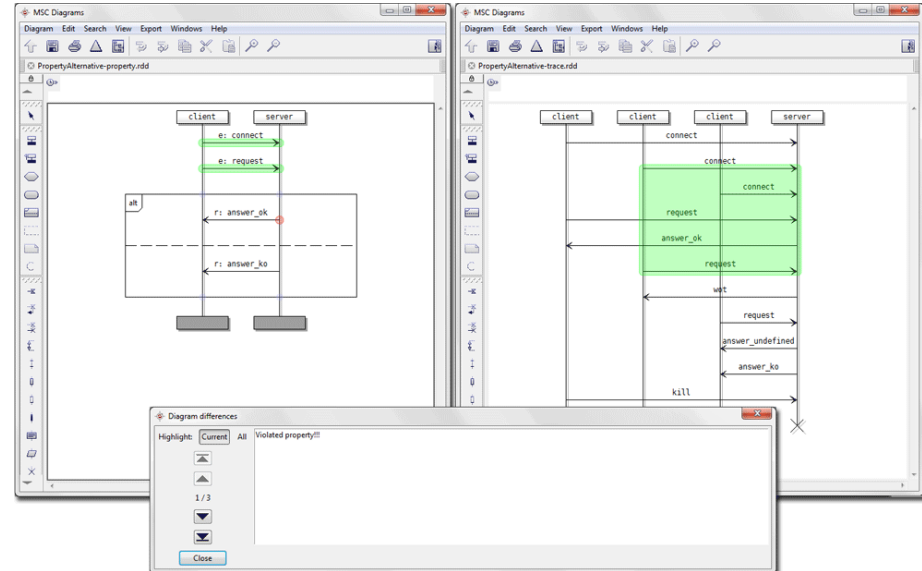 MSC Diagrams
Diagram Edit Search View Export Windows Help
PropertyAlternative-property.rdd
client server
e: connect
e: request
alt
r: answer_ok
r: answer_ko
MSC Diagrams
Diagram Edit Search View Export Windows Help
PropertyAlternative-trace.rdd
client client client server
connect
connect
connect
request
answer_ok
request
wot
request
answer_undefined
answer_ko
kill
Diagram differences
Highlight: Current All
Violated property!!!
1 / 3
Close